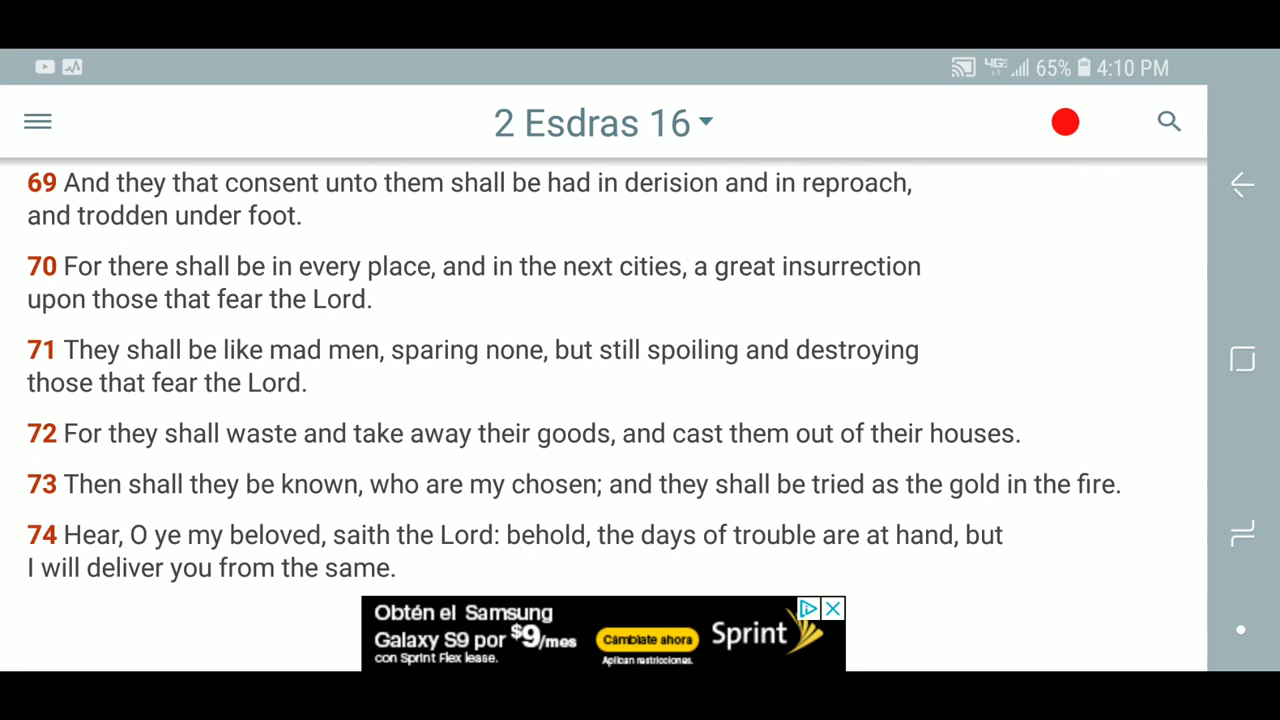 4GE 65% 4:10 PM
2 Esdras 16
69 And they that consent unto them shall be had in derision and in reproach,
and trodden under foot.
70 For there shall be in every place, and in the next cities, a great insurrection
upon those that fear the Lord.
71 They shall be like mad men, sparing none, but still spoiling and destroying
those that fear the Lord.
72 For they shall waste and take away their goods, and cast them out of their houses.
73 Then shall they be known, who are my chosen; and they shall be tried as the gold in the fire.
74 Hear, O ye my beloved, saith the Lord: behold, the days of trouble are at hand, but
I will deliver you from the same.
Obtén el Samsung
Galaxy S9 por $9/mes
con Sprint Flex lease.
Cámbiate ahora
Aplican restricciones.
Sprint